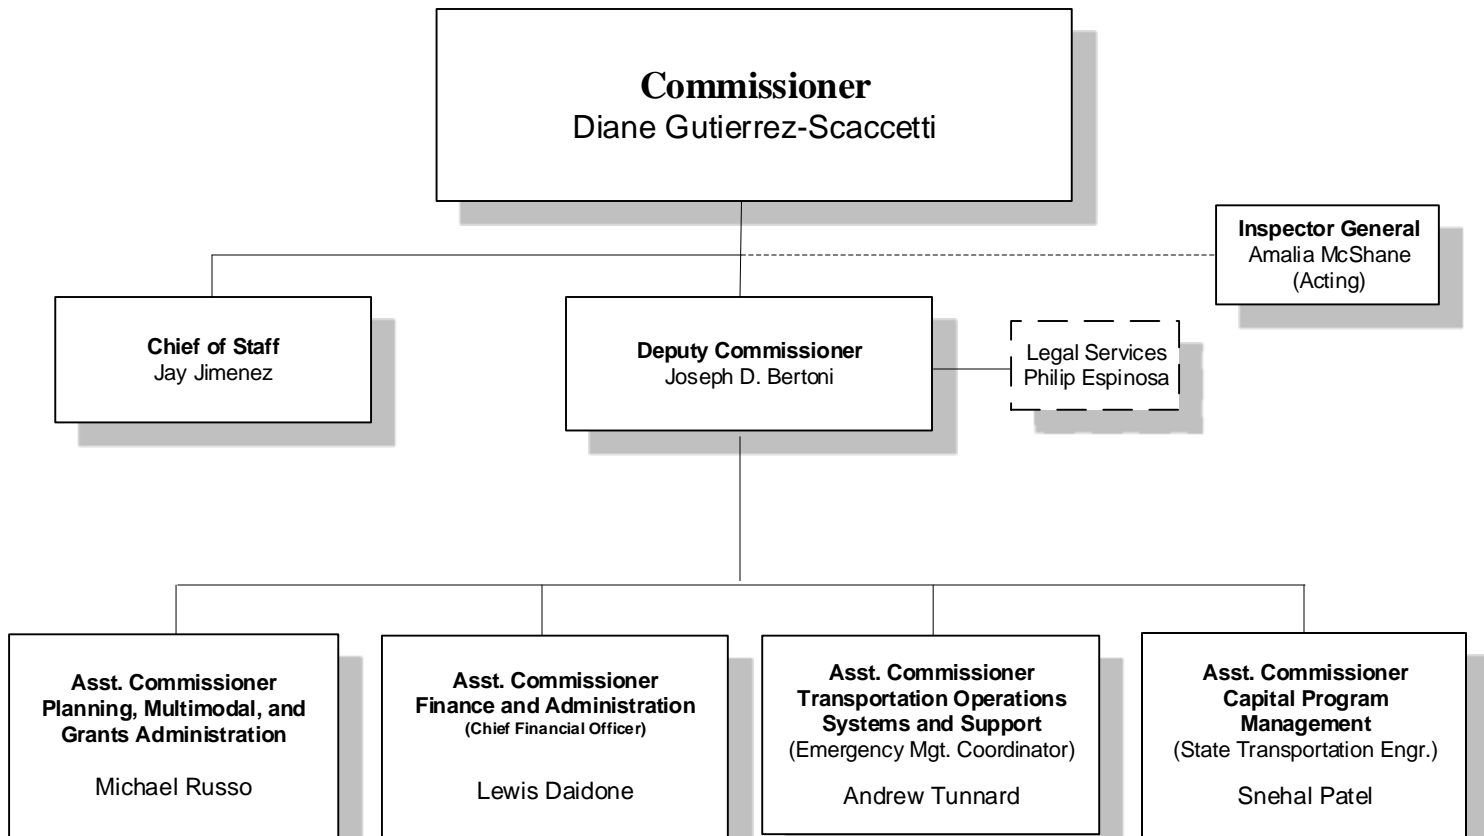 Commissioner
Diane Gutierrez-Scaccetti
Inspector General
Amalia McShane
(Acting)
Chief of Staff
Jay Jimenez
Deputy Commissioner
Joseph D. Bertoni
Legal Services
Philip Espinosa
Asst. Commissioner
Planning, Multimodal, and
Grants Administration
Michael Russo
Asst. Commissioner
Finance and Administration
(Chief Financial Officer)
Lewis Daidone
Asst. Commissioner
Transportation Operations
Systems and Support
(Emergency Mgt. Coordinator)
Andrew Tunnard
Asst. Commissioner
Capital Program
Management
(State Transportation Engr.)
Snehal Patel